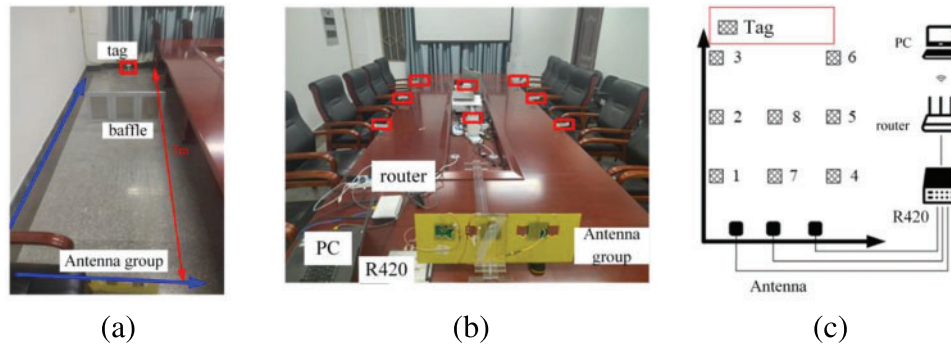 tag
baffle
Antenna group
router
PC
R420
Antenna
group
Tag
3
6
2
8
5
1
7
4
PC
router
R420
Antenna
(a)
(b)
(c)